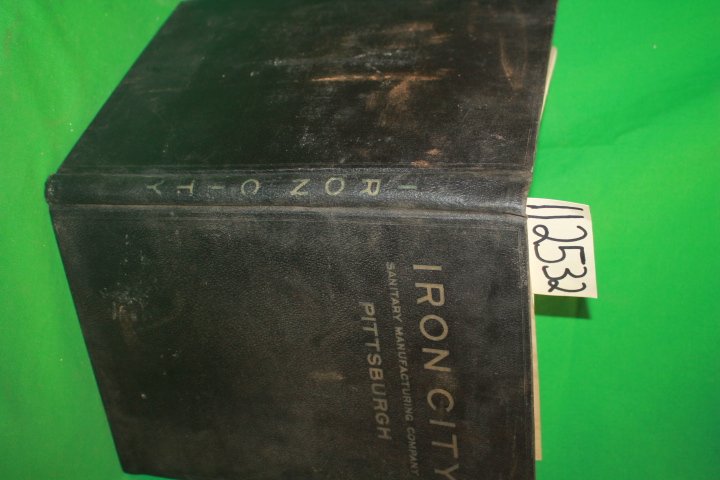 IRON CITY
IRON CITY
SANITARY MANUFACTURING COMPANY
PITTSBURGH
112532